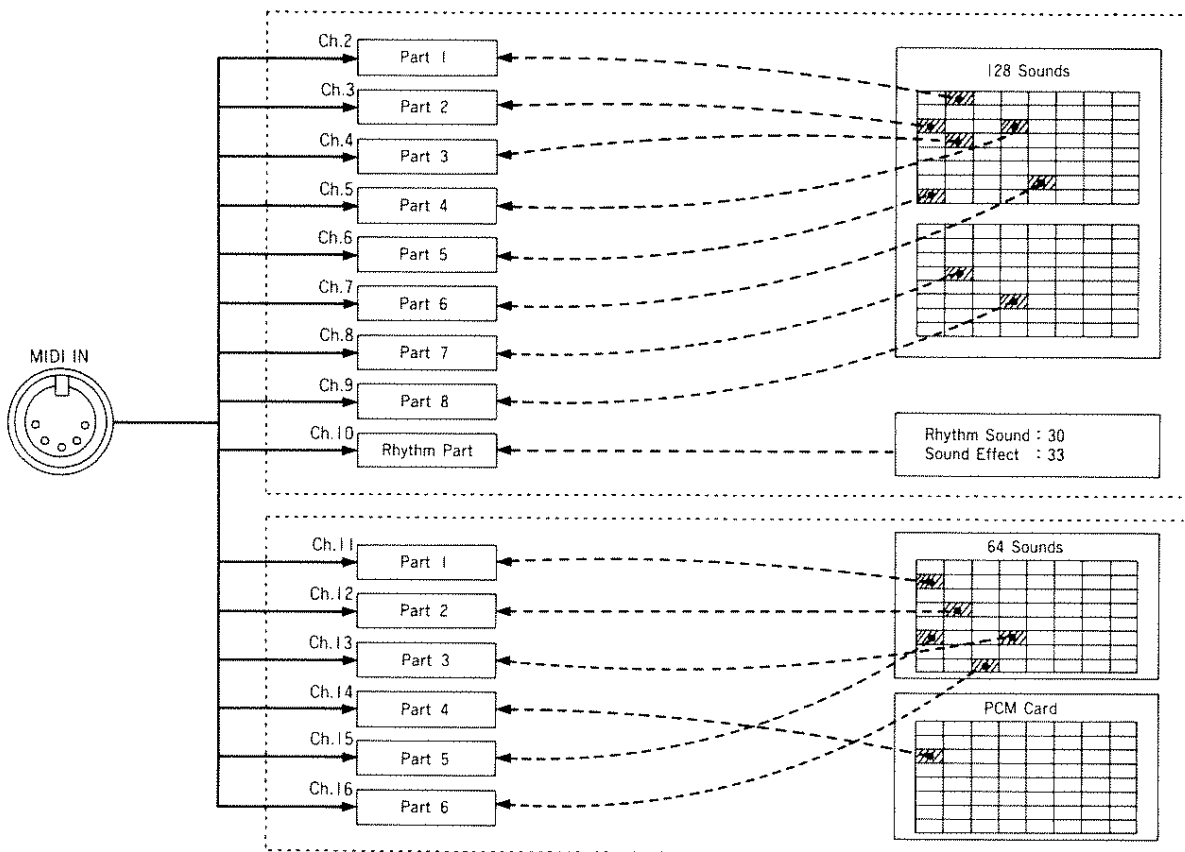 MIDI IN
Ch.2
Part 1
Ch.3
Part 2
Ch.4
Part 3
Ch.5
Part 4
Ch.6
Part 5
Ch.7
Part 6
Ch.8
Part 7
Ch.9
Part 8
Ch.10
Rhythm Part
128 Sounds
Rhythm Sound : 30
Sound Effect : 33
Ch.11
Part 1
Ch.12
Part 2
Ch.13
Part 3
Ch.14
Part 4
Ch.15
Part 5
Ch.16
Part 6
64 Sounds
PCM Card